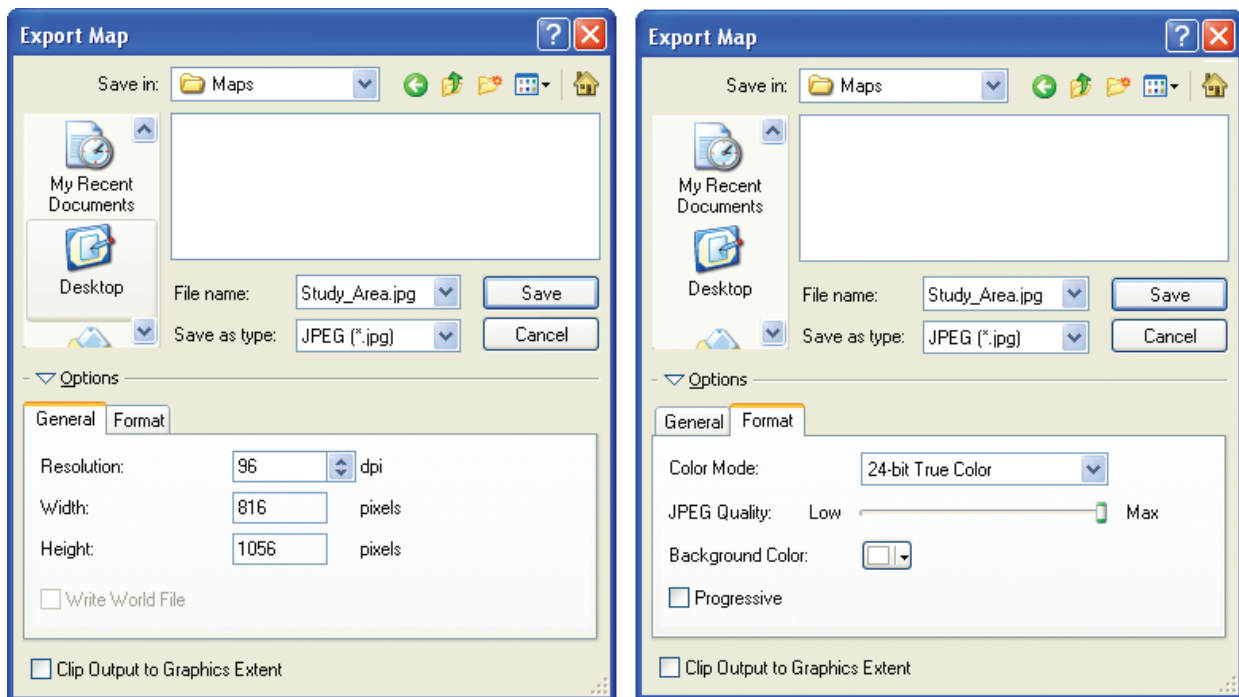 Export Map
Save in: Maps
My Recent
Documents
Desktop
File name: Study_Area.jpg Save
Save as type: JPEG (*.jpg) Cancel
Options
General Format
Resolution: 96 dpi
Width: 816 pixels
Height: 1056 pixels
Write World File
Clip Output to Graphics Extent
Export Map
Save in: Maps
My Recent
Documents
Desktop
File name: Study_Area.jpg Save
Save as type: JPEG (*.jpg) Cancel
Options
General Format
Color Mode: 24-bit True Color
JPEG Quality: Low Max
Background Color:
Progressive
Clip Output to Graphics Extent